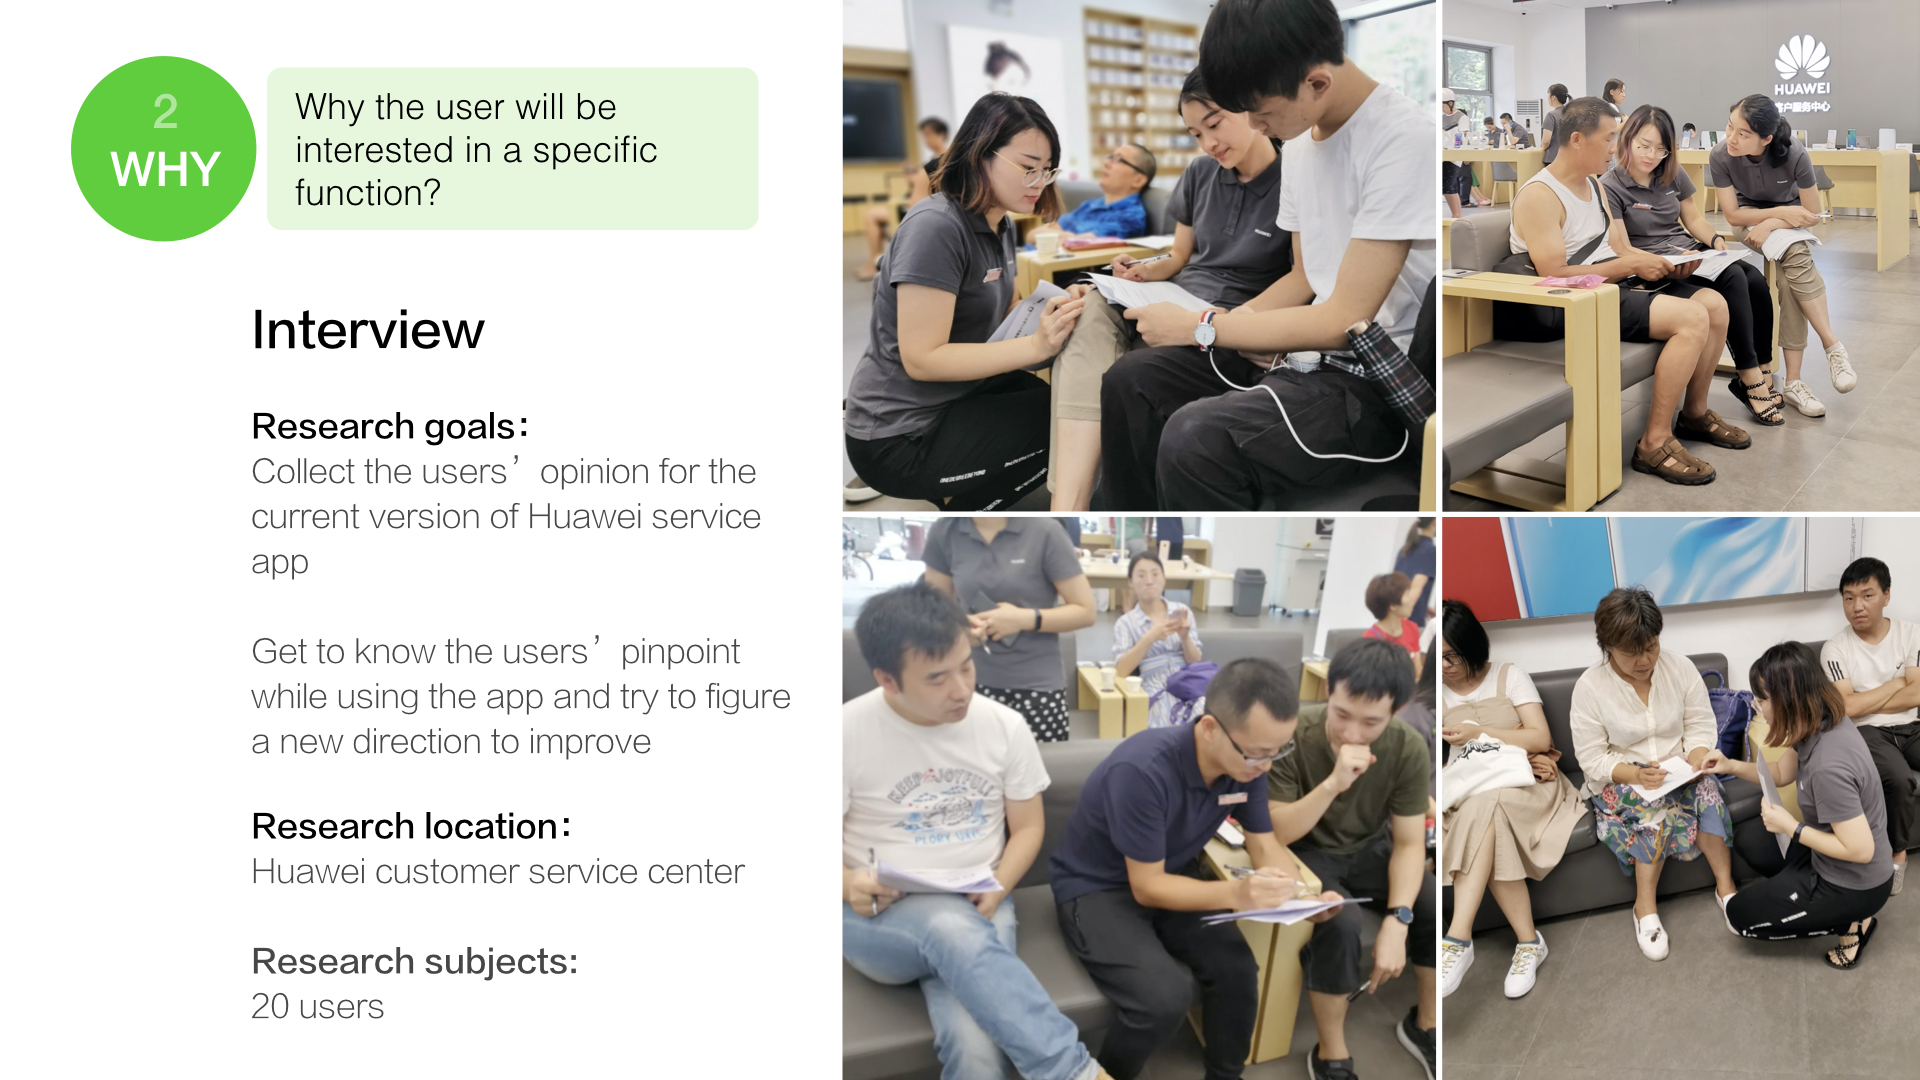 2
WHY
Why the user will be
interested in a specific
function?
Interview
Research goals:
Collect the users’ opinion for the
current version of Huawei service
app
Get to know the users’ pinpoint
while using the app and try to figure
a new direction to improve
Research location:
Huawei customer service center
Research subjects:
20 users
HUAWEI
客户服务中心
KEEP JOYFULL